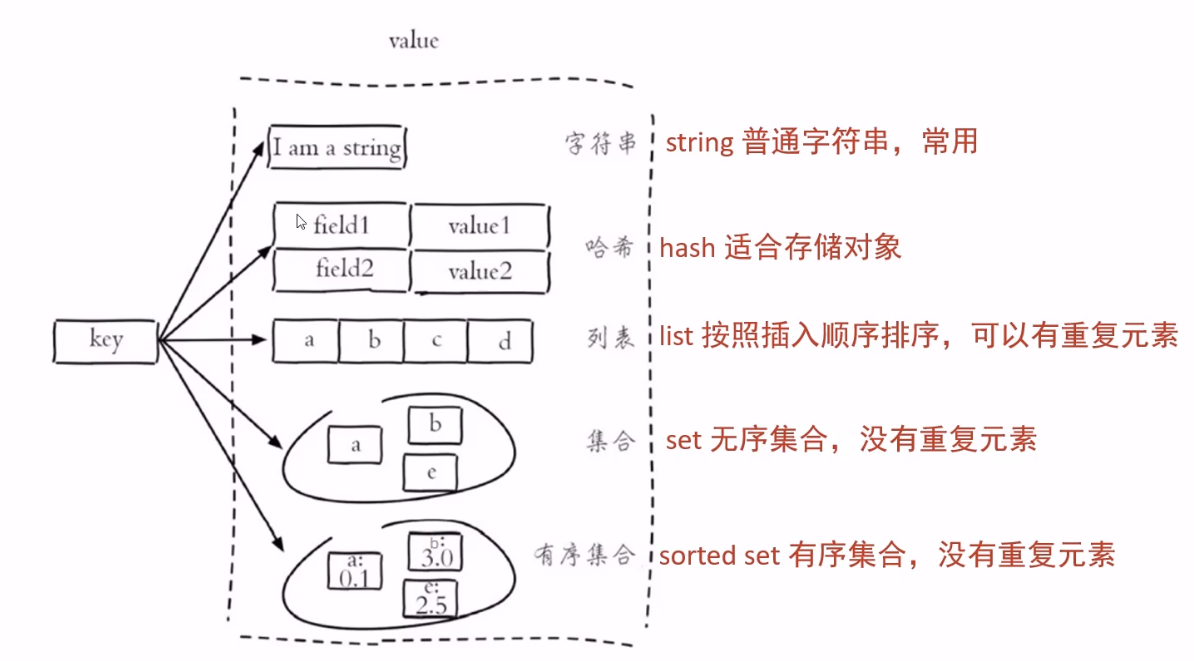 value
I am a string
字符串
string 普通字符串，常用
field1
value1
field2
value2
哈希
hash 适合存储对象
key
a
b
c
d
列表
list 按照插入顺序排序，可以有重复元素
a
b
e
集合
set 无序集合，没有重复元素
a:
0.1
b:
3.0
e:
2.5
有序集合
sorted set 有序集合，没有重复元素